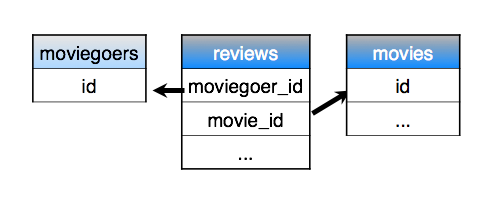 moviegoers
id
reviews
moviegoer_id
movie_id
...
movies
id
...